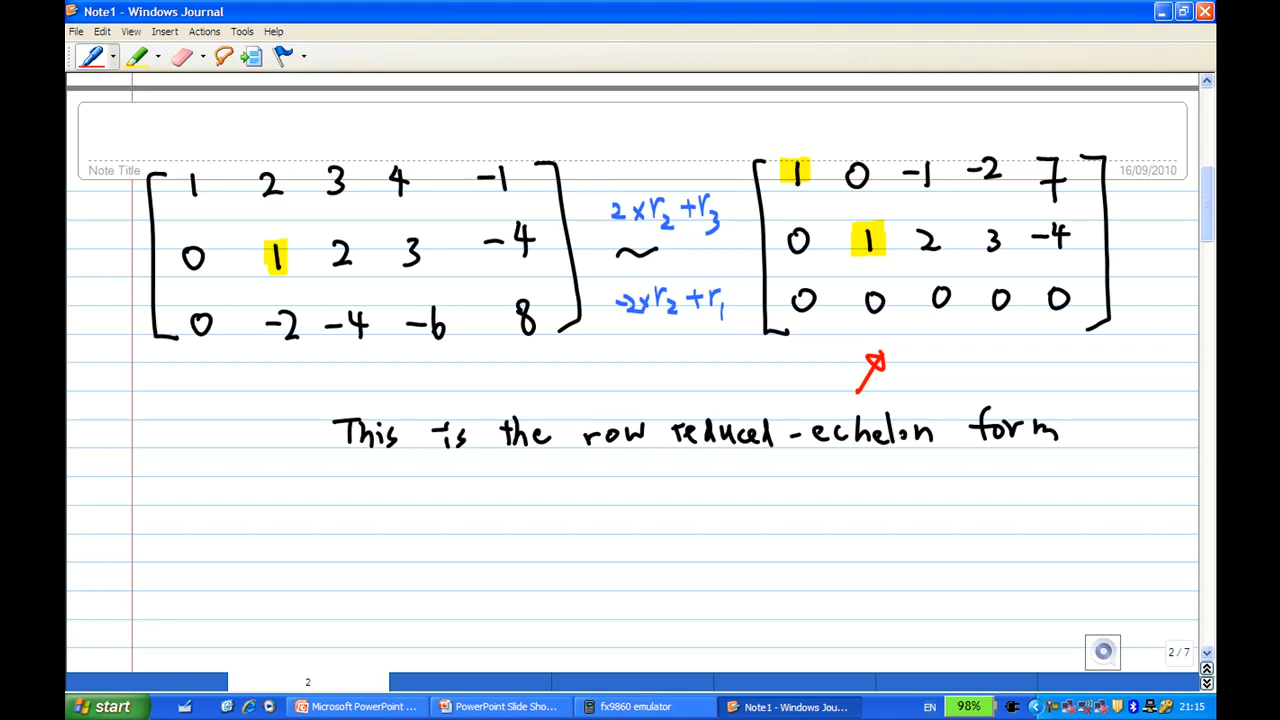 Note1 - Windows Journal
File Edit View Insert Actions Tools Help
Note Title
16/09/2010
1 2 3 4 -1
0 1 2 3 -4
0 -2 -4 -6 8
2×r2 + r3
~
-2×r2 + r1
1 0 -1 -2 7
0 1 2 3 -4
0 0 0 0 0
This is the row reduced-echelon form
2 / 7
2
start
Microsoft PowerPoint ...
PowerPoint Slide Sho...
fx9860 emulator
Note1 - Windows Jou...
EN
98%
21:15